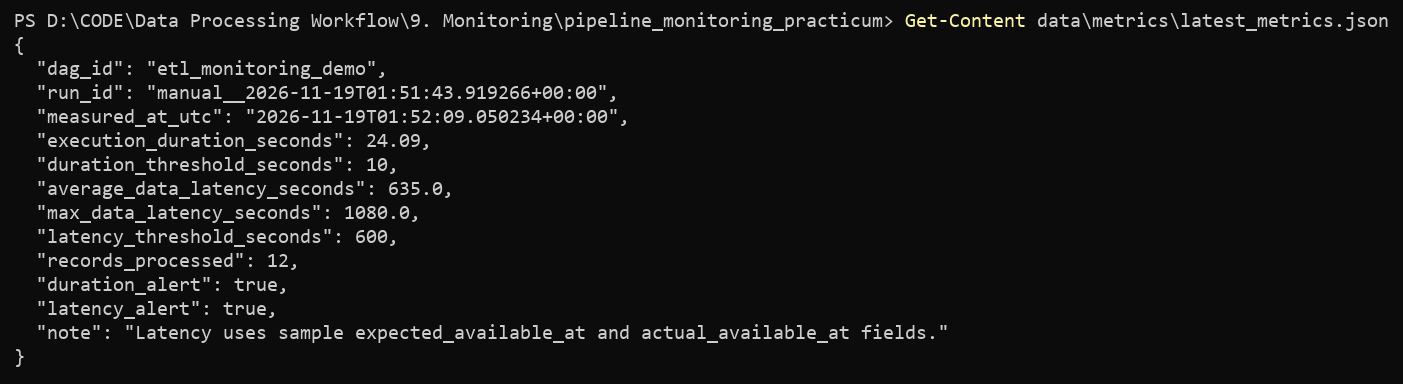 PS D:\CODE\Data Processing Workflow\9. Monitoring\pipeline_monitoring_practicum> Get-Content data\metrics\latest_metrics.json
{
  "dag_id": "etl_monitoring_demo",
  "run_id": "manual__2026-11-19T01:51:43.919266+00:00",
  "measured_at_utc": "2026-11-19T01:52:09.050234+00:00",
  "execution_duration_seconds": 24.09,
  "duration_threshold_seconds": 10,
  "average_data_latency_seconds": 635.0,
  "max_data_latency_seconds": 1080.0,
  "latency_threshold_seconds": 600,
  "records_processed": 12,
  "duration_alert": true,
  "latency_alert": true,
  "note": "Latency uses sample expected_available_at and actual_available_at fields."
}